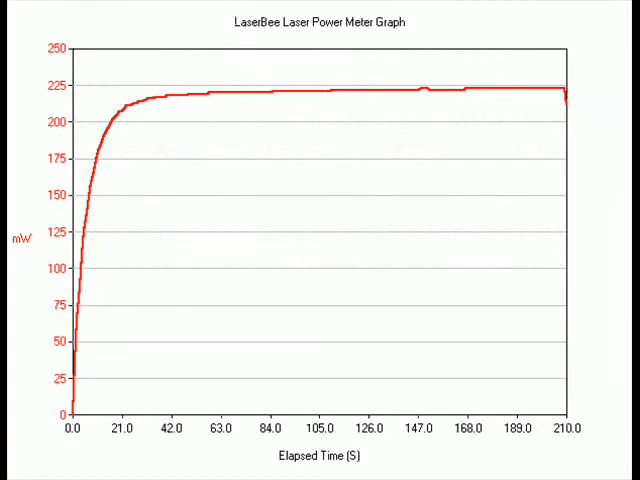 LaserBee Laser Power Meter Graph
250
225
200
175
150
125
mW
100
75
50
25
0
0.0 21.0 42.0 63.0 84.0 105.0 126.0 147.0 168.0 189.0 210.0
Elapsed Time (S)